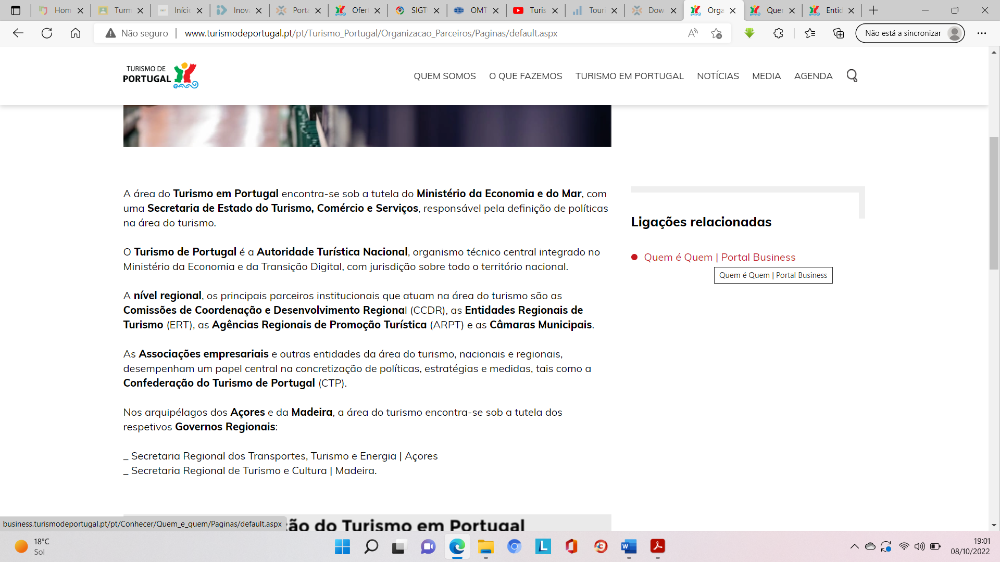 Hom
Turm
Iníci
Inova
Porta
Ofer
SIGT
OMT
Turis
Touri
Dow
Orga
Quer
Entid
Não seguro
www.turismodeportugal.pt/pt/Turismo_Portugal/Organizacao_Parceiros/Paginas/default.aspx
Não está a sincronizar
TURISMO DE
PORTUGAL
QUEM SOMOS
O QUE FAZEMOS
TURISMO EM PORTUGAL
NOTÍCIAS
MEDIA
AGENDA
A área do Turismo em Portugal encontra-se sob a tutela do Ministério da Economia e do Mar, com
uma Secretaria de Estado do Turismo, Comércio e Serviços, responsável pela definição de políticas
na área do turismo.
O Turismo de Portugal é a Autoridade Turística Nacional, organismo técnico central integrado no
Ministério da Economia e da Transição Digital, com jurisdição sobre todo o território nacional.
A nível regional, os principais parceiros institucionais que atuam na área do turismo são as
Comissões de Coordenação e Desenvolvimento Regional (CCDR), as Entidades Regionais de
Turismo (ERT), as Agências Regionais de Promoção Turística (ARPT) e as Câmaras Municipais.
As Associações empresariais e outras entidades da área do turismo, nacionais e regionais,
desempenham um papel central na concretização de políticas, estratégias e medidas, tais como a
Confederação do Turismo de Portugal (CTP).
Nos arquipélagos dos Açores e da Madeira, a área do turismo encontra-se sob a tutela dos
respetivos Governos Regionais:
_ Secretaria Regional dos Transportes, Turismo e Energia | Açores
_ Secretaria Regional de Turismo e Cultura | Madeira.
Ligações relacionadas
Quem é Quem | Portal Business
Quem é Quem | Portal Business
ão do Turismo em Portugal
business.turismodeportugal.pt/pt/Conhecer/Quem_e_quem/Paginas/default.aspx
18°C
Sol
19:01
08/10/2022